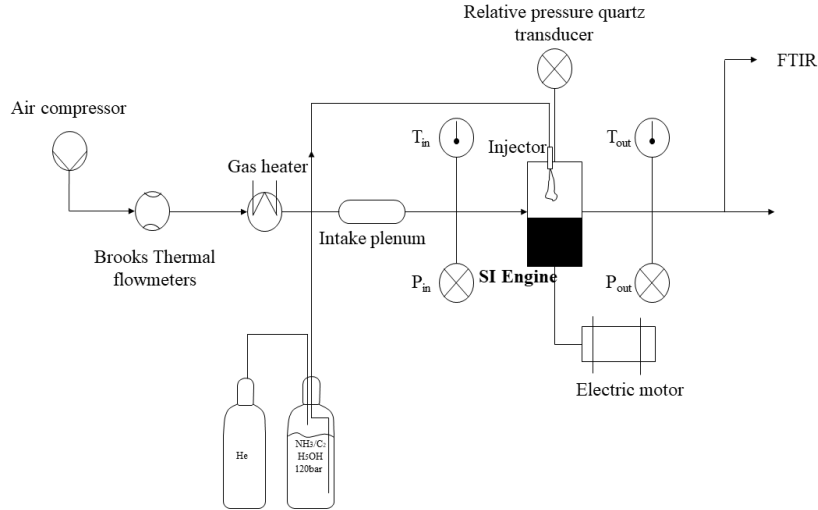 Relative pressure quartz
transducer
FTIR
Air compressor
Gas heater
T_in
Injector
T_out
Intake plenum
Brooks Thermal
flowmeters
P_in
SI Engine
P_out
Electric motor
He
NH3/C2
H5OH
120bar